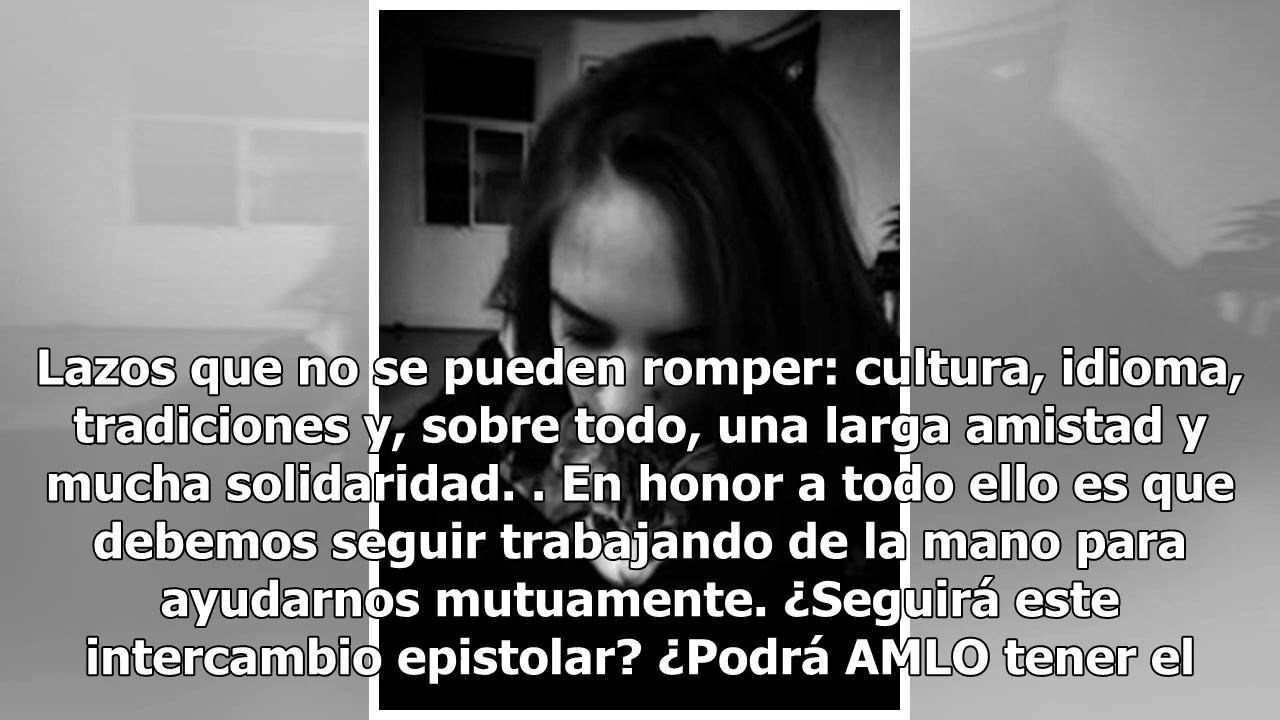 Lazos que no se pueden romper: cultura, idioma,
tradiciones y, sobre todo, una larga amistad y
mucha solidaridad. . En honor a todo ello es que
debemos seguir trabajando de la mano para
ayudarnos mutuamente. ¿Seguirá este
intercambio epistolar? ¿Podrá AMLO tener el